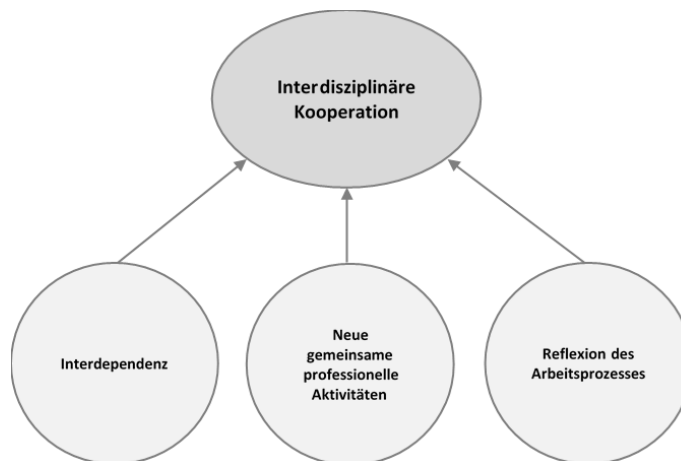 Interdisziplinäre
Kooperation
Interdependenz
Neue
gemeinsame
professionelle
Aktivitäten
Reflexion des
Arbeitsprozesses